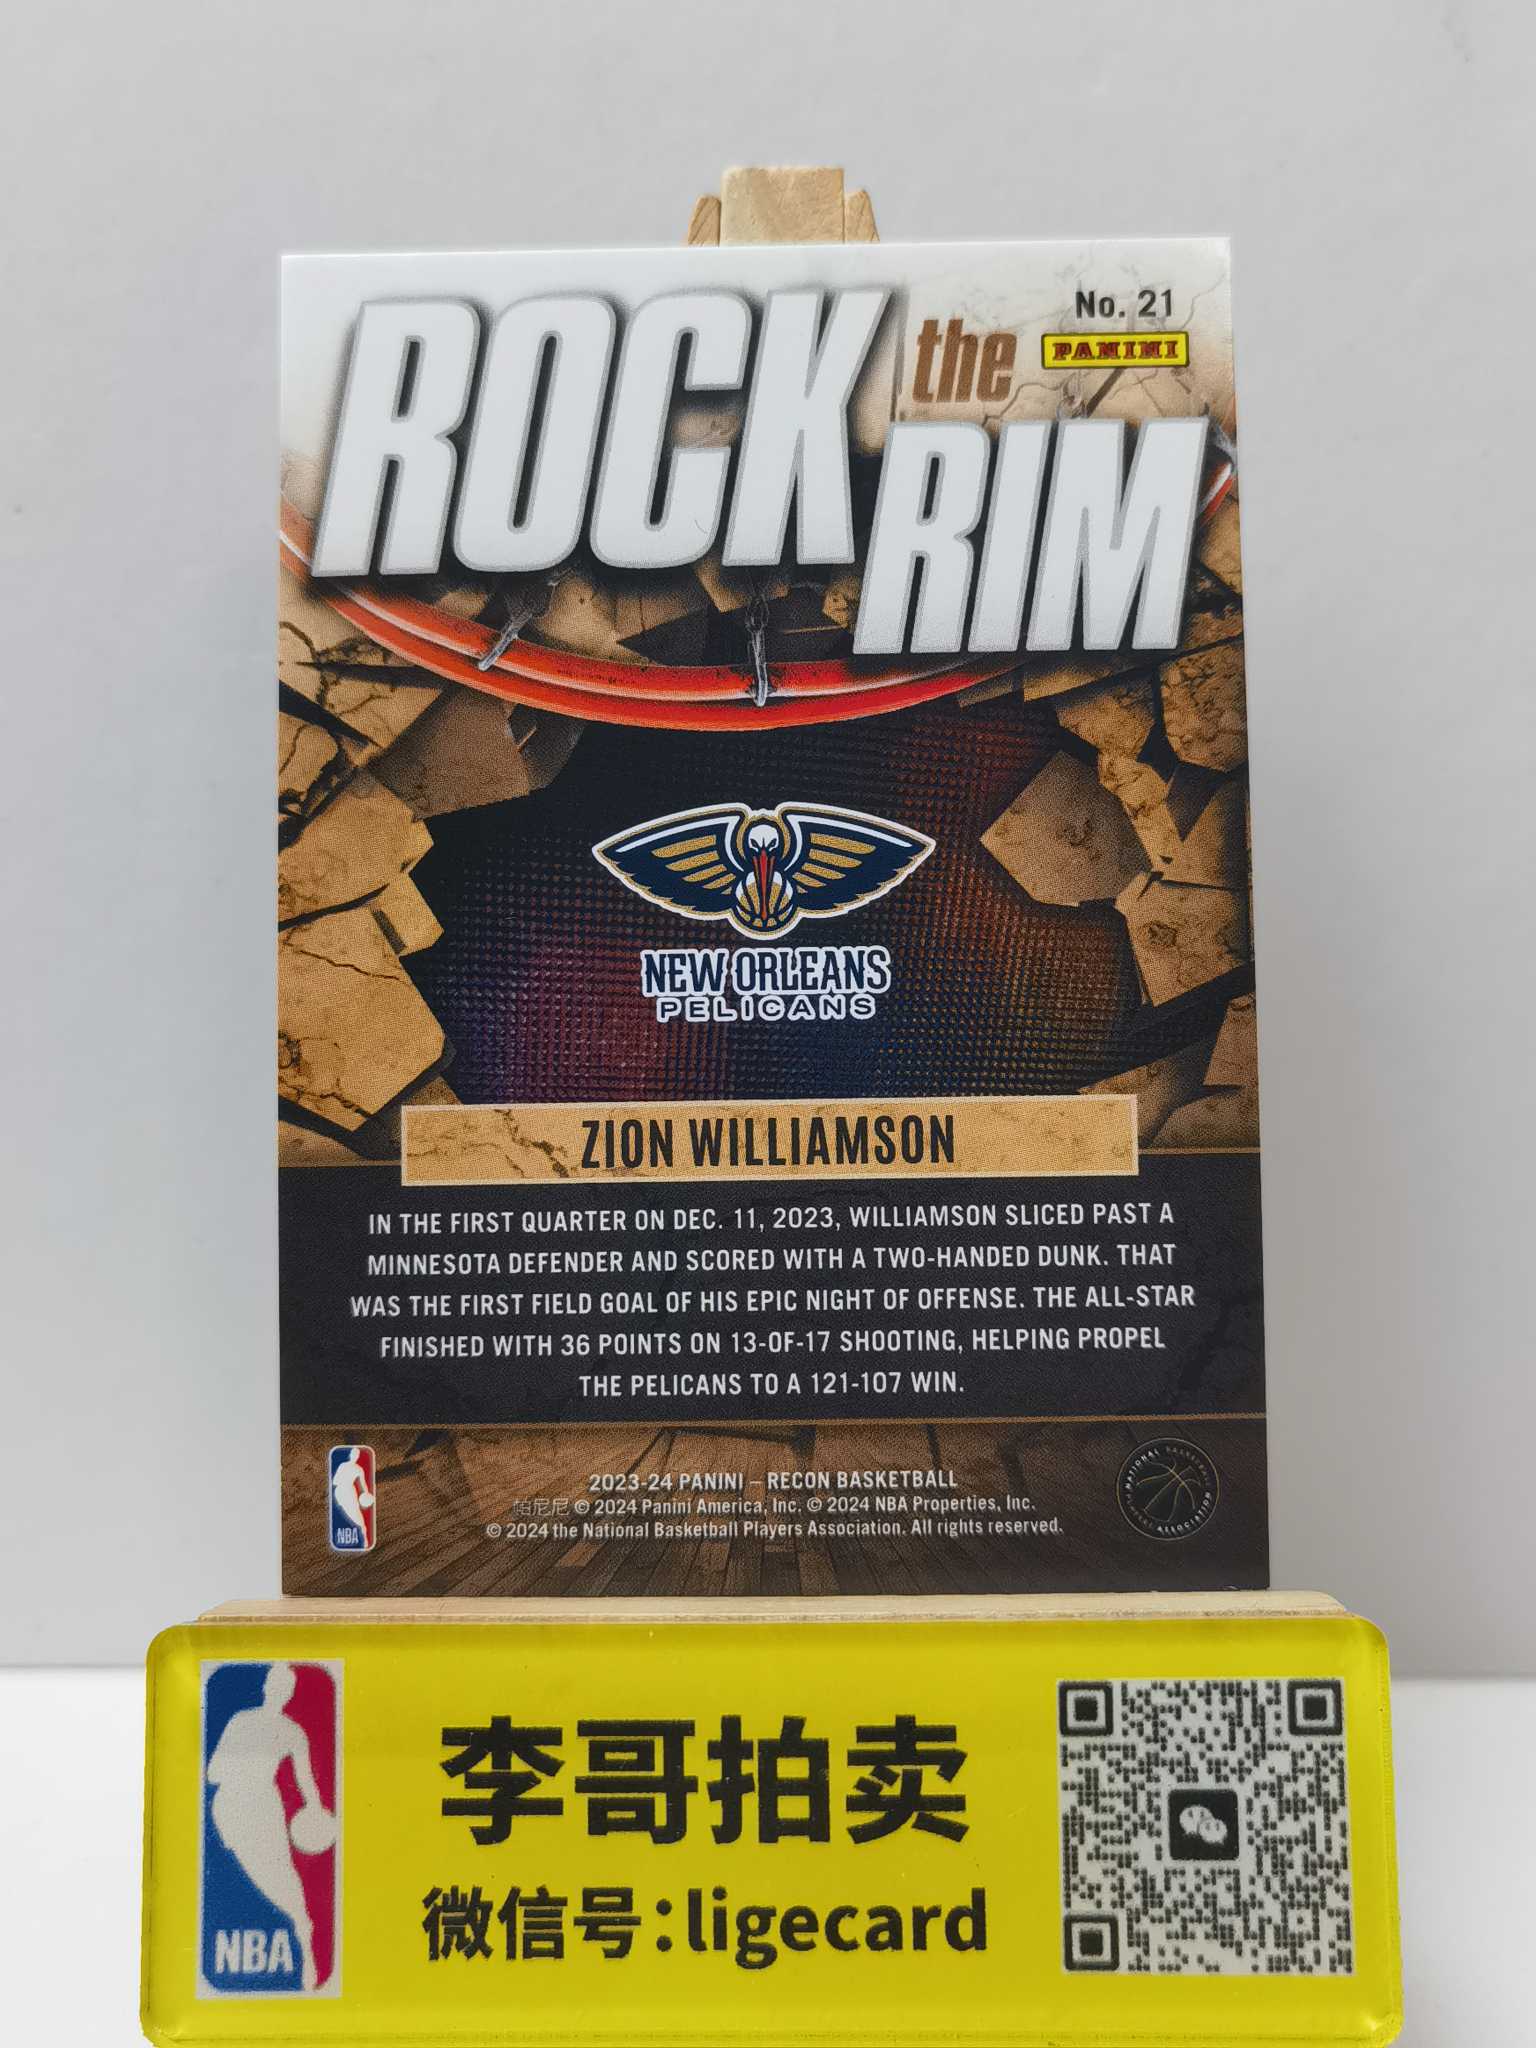 No. 21
PANINI
ROCK the RIM
NEW ORLEANS
PELICANS
ZION WILLIAMSON
IN THE FIRST QUARTER ON DEC. 11, 2023, WILLIAMSON SLICED PAST A
MINNESOTA DEFENDER AND SCORED WITH A TWO-HANDED DUNK. THAT
WAS THE FIRST FIELD GOAL OF HIS EPIC NIGHT OF OFFENSE. THE ALL-STAR
FINISHED WITH 36 POINTS ON 13-OF-17 SHOOTING, HELPING PROPEL
THE PELICANS TO A 121-107 WIN.
2023-24 PANINI – RECON BASKETBALL
帕尼尼 © 2024 Panini America, Inc. © 2024 NBA Properties, Inc.
© 2024 the National Basketball Players Association. All rights reserved.
NBA
NATIONAL BASKETBALL PLAYERS ASSOCIATION
李哥拍卖
微信号:ligecard
NBA